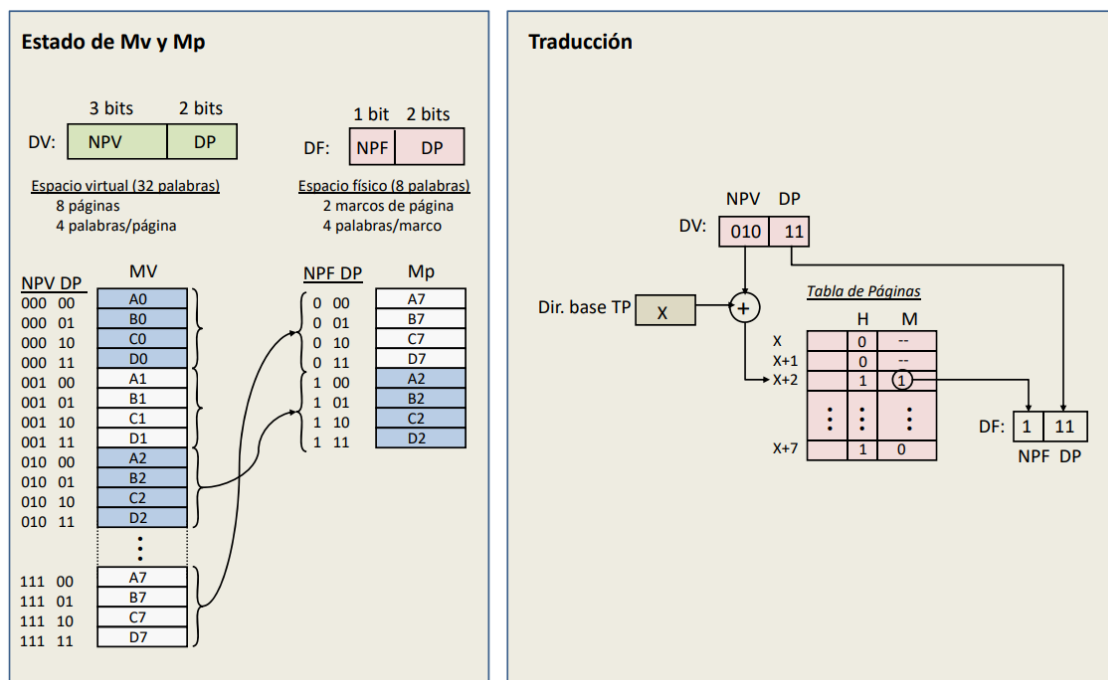 Estado de Mv y Mp
3 bits 2 bits
DV: NPV DP
1 bit 2 bits
DF: NPF DP
Espacio virtual (32 palabras)
8 páginas
4 palabras/página
Espacio físico (8 palabras)
2 marcos de página
4 palabras/marco
NPV DP MV
000 00 A0
000 01 B0
000 10 C0
000 11 D0
001 00 A1
001 01 B1
001 10 C1
001 11 D1
010 00 A2
010 01 B2
010 10 C2
010 11 D2
⋮
111 00 A7
111 01 B7
111 10 C7
111 11 D7
NPF DP Mp
0 00 A7
0 01 B7
0 10 C7
0 11 D7
1 00 A2
1 01 B2
1 10 C2
1 11 D2
Traducción
NPV DP
DV: 010 11
Dir. base TP X +
Tabla de Páginas
H M
X 0 --
X+1 0 --
X+2 1 1
⋮ ⋮ ⋮
X+7 1 0
DF: 1 11
NPF DP